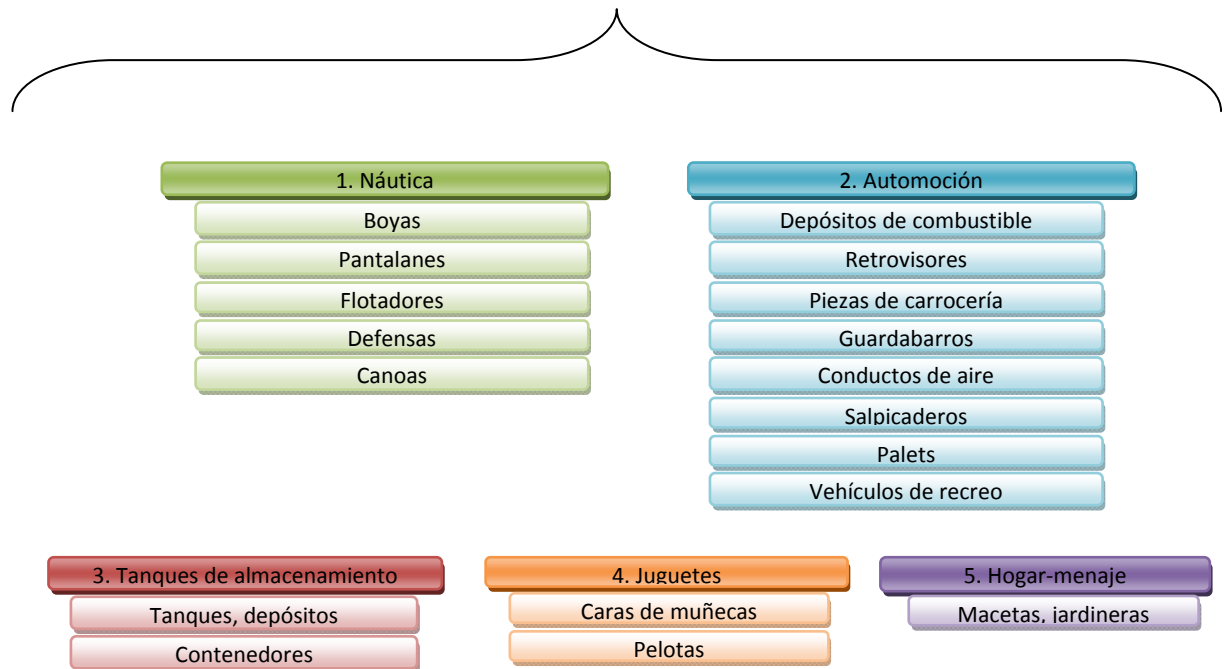 1. Náutica
Boyas
Pantalanes
Flotadores
Defensas
Canoas
2. Automoción
Depósitos de combustible
Retrovisores
Piezas de carrocería
Guardabarros
Conductos de aire
Salpicaderos
Palets
Vehículos de recreo
3. Tanques de almacenamiento
Tanques, depósitos
Contenedores
4. Juguetes
Caras de muñecas
Pelotas
5. Hogar-menaje
Macetas, jardineras